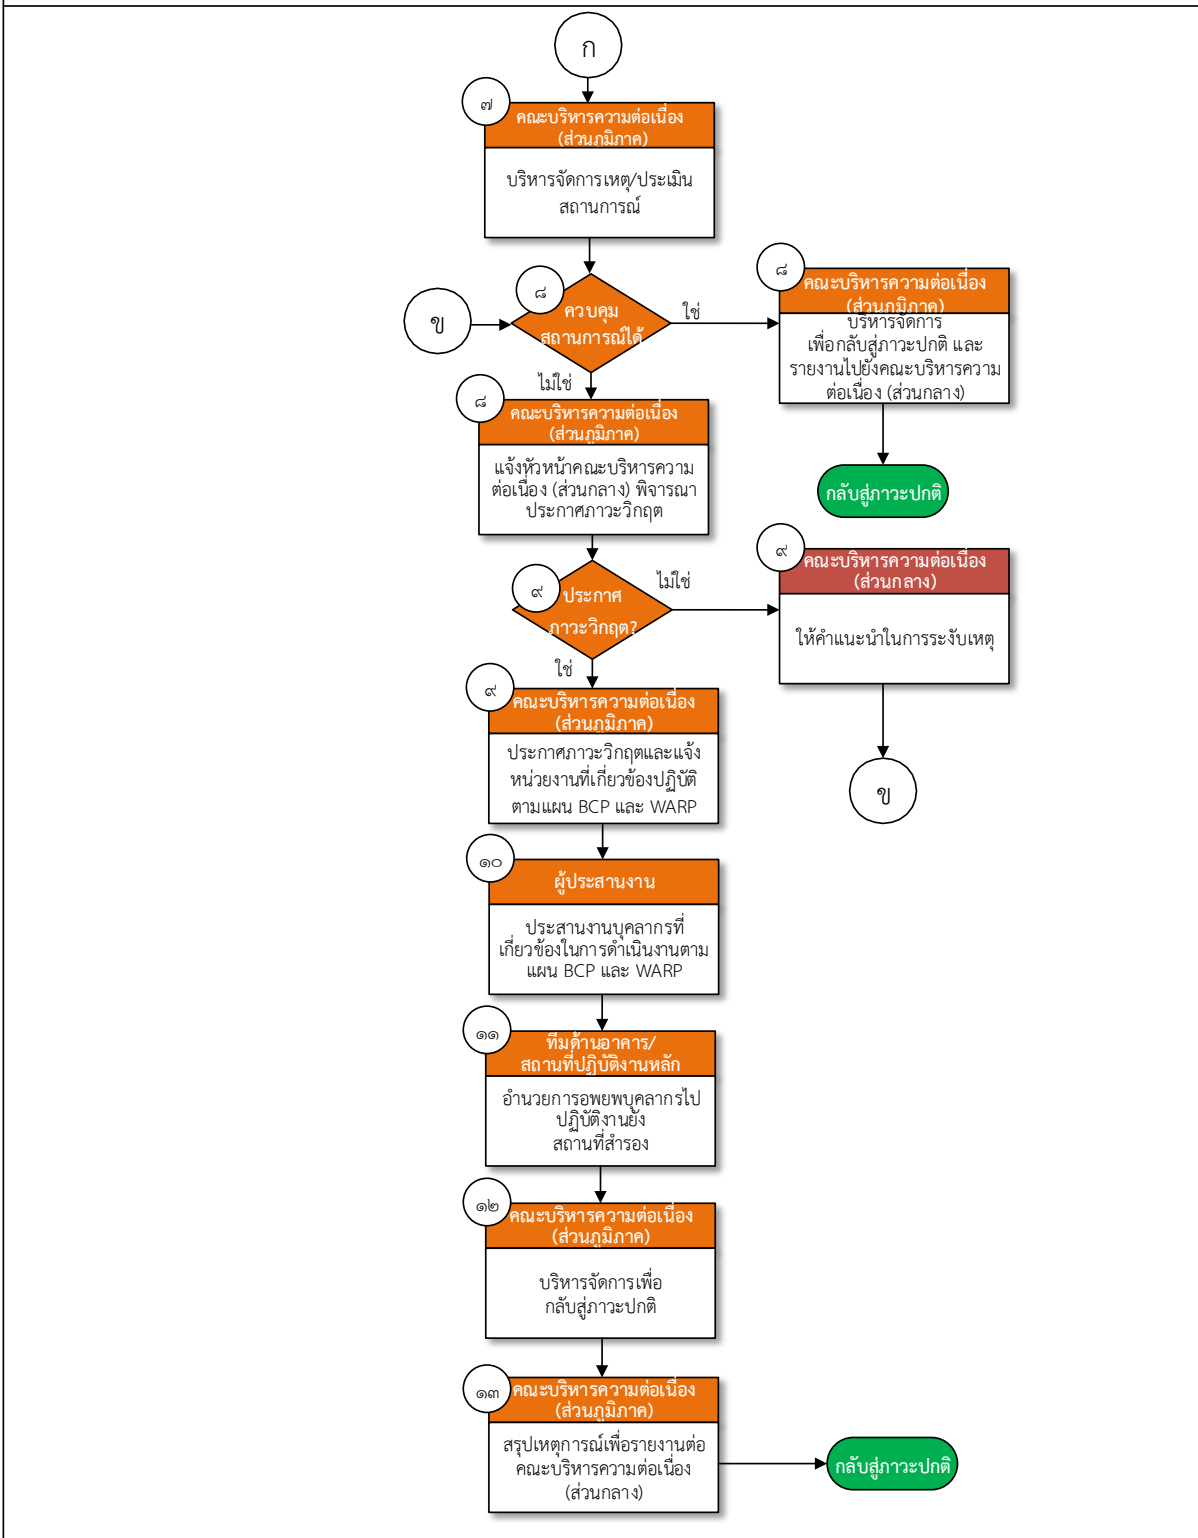 ก
๗
คณะบริหารความต่อเนื่อง
(ส่วนภูมิภาค)
บริหารจัดการเหตุ/ประเมิน
สถานการณ์
ข
๘
ควบคุม
สถานการณ์ได้
ใช่
๘
คณะบริหารความต่อเนื่อง
(ส่วนภูมิภาค)
บริหารจัดการ
เพื่อกลับสู่ภาวะปกติ และ
รายงานไปยังคณะบริหารความ
ต่อเนื่อง (ส่วนกลาง)
กลับสู่ภาวะปกติ
ไม่ใช่
๘
คณะบริหารความต่อเนื่อง
(ส่วนภูมิภาค)
แจ้งหัวหน้าคณะบริหารความ
ต่อเนื่อง (ส่วนกลาง) พิจารณา
ประกาศภาวะวิกฤต
๙
ประกาศ
ภาวะวิกฤต?
ไม่ใช่
๙
คณะบริหารความต่อเนื่อง
(ส่วนกลาง)
ให้คำแนะนำในการระงับเหตุ
ข
ใช่
๙
คณะบริหารความต่อเนื่อง
(ส่วนภูมิภาค)
ประกาศภาวะวิกฤตและแจ้ง
หน่วยงานที่เกี่ยวข้องปฏิบัติ
ตามแผน BCP และ WARP
๑๐
ผู้ประสานงาน
ประสานงานบุคลากรที่
เกี่ยวข้องในการดำเนินงานตาม
แผน BCP และ WARP
๑๑
ทีมด้านอาคาร/
สถานที่ปฏิบัติงานหลัก
อำนวยการอพยพบุคลากรไป
ปฏิบัติงานยัง
สถานที่สำรอง
๑๒
คณะบริหารความต่อเนื่อง
(ส่วนภูมิภาค)
บริหารจัดการเพื่อ
กลับสู่ภาวะปกติ
๑๓
คณะบริหารความต่อเนื่อง
(ส่วนภูมิภาค)
สรุปเหตุการณ์เพื่อรายงานต่อ
คณะบริหารความต่อเนื่อง
(ส่วนกลาง)
กลับสู่ภาวะปกติ